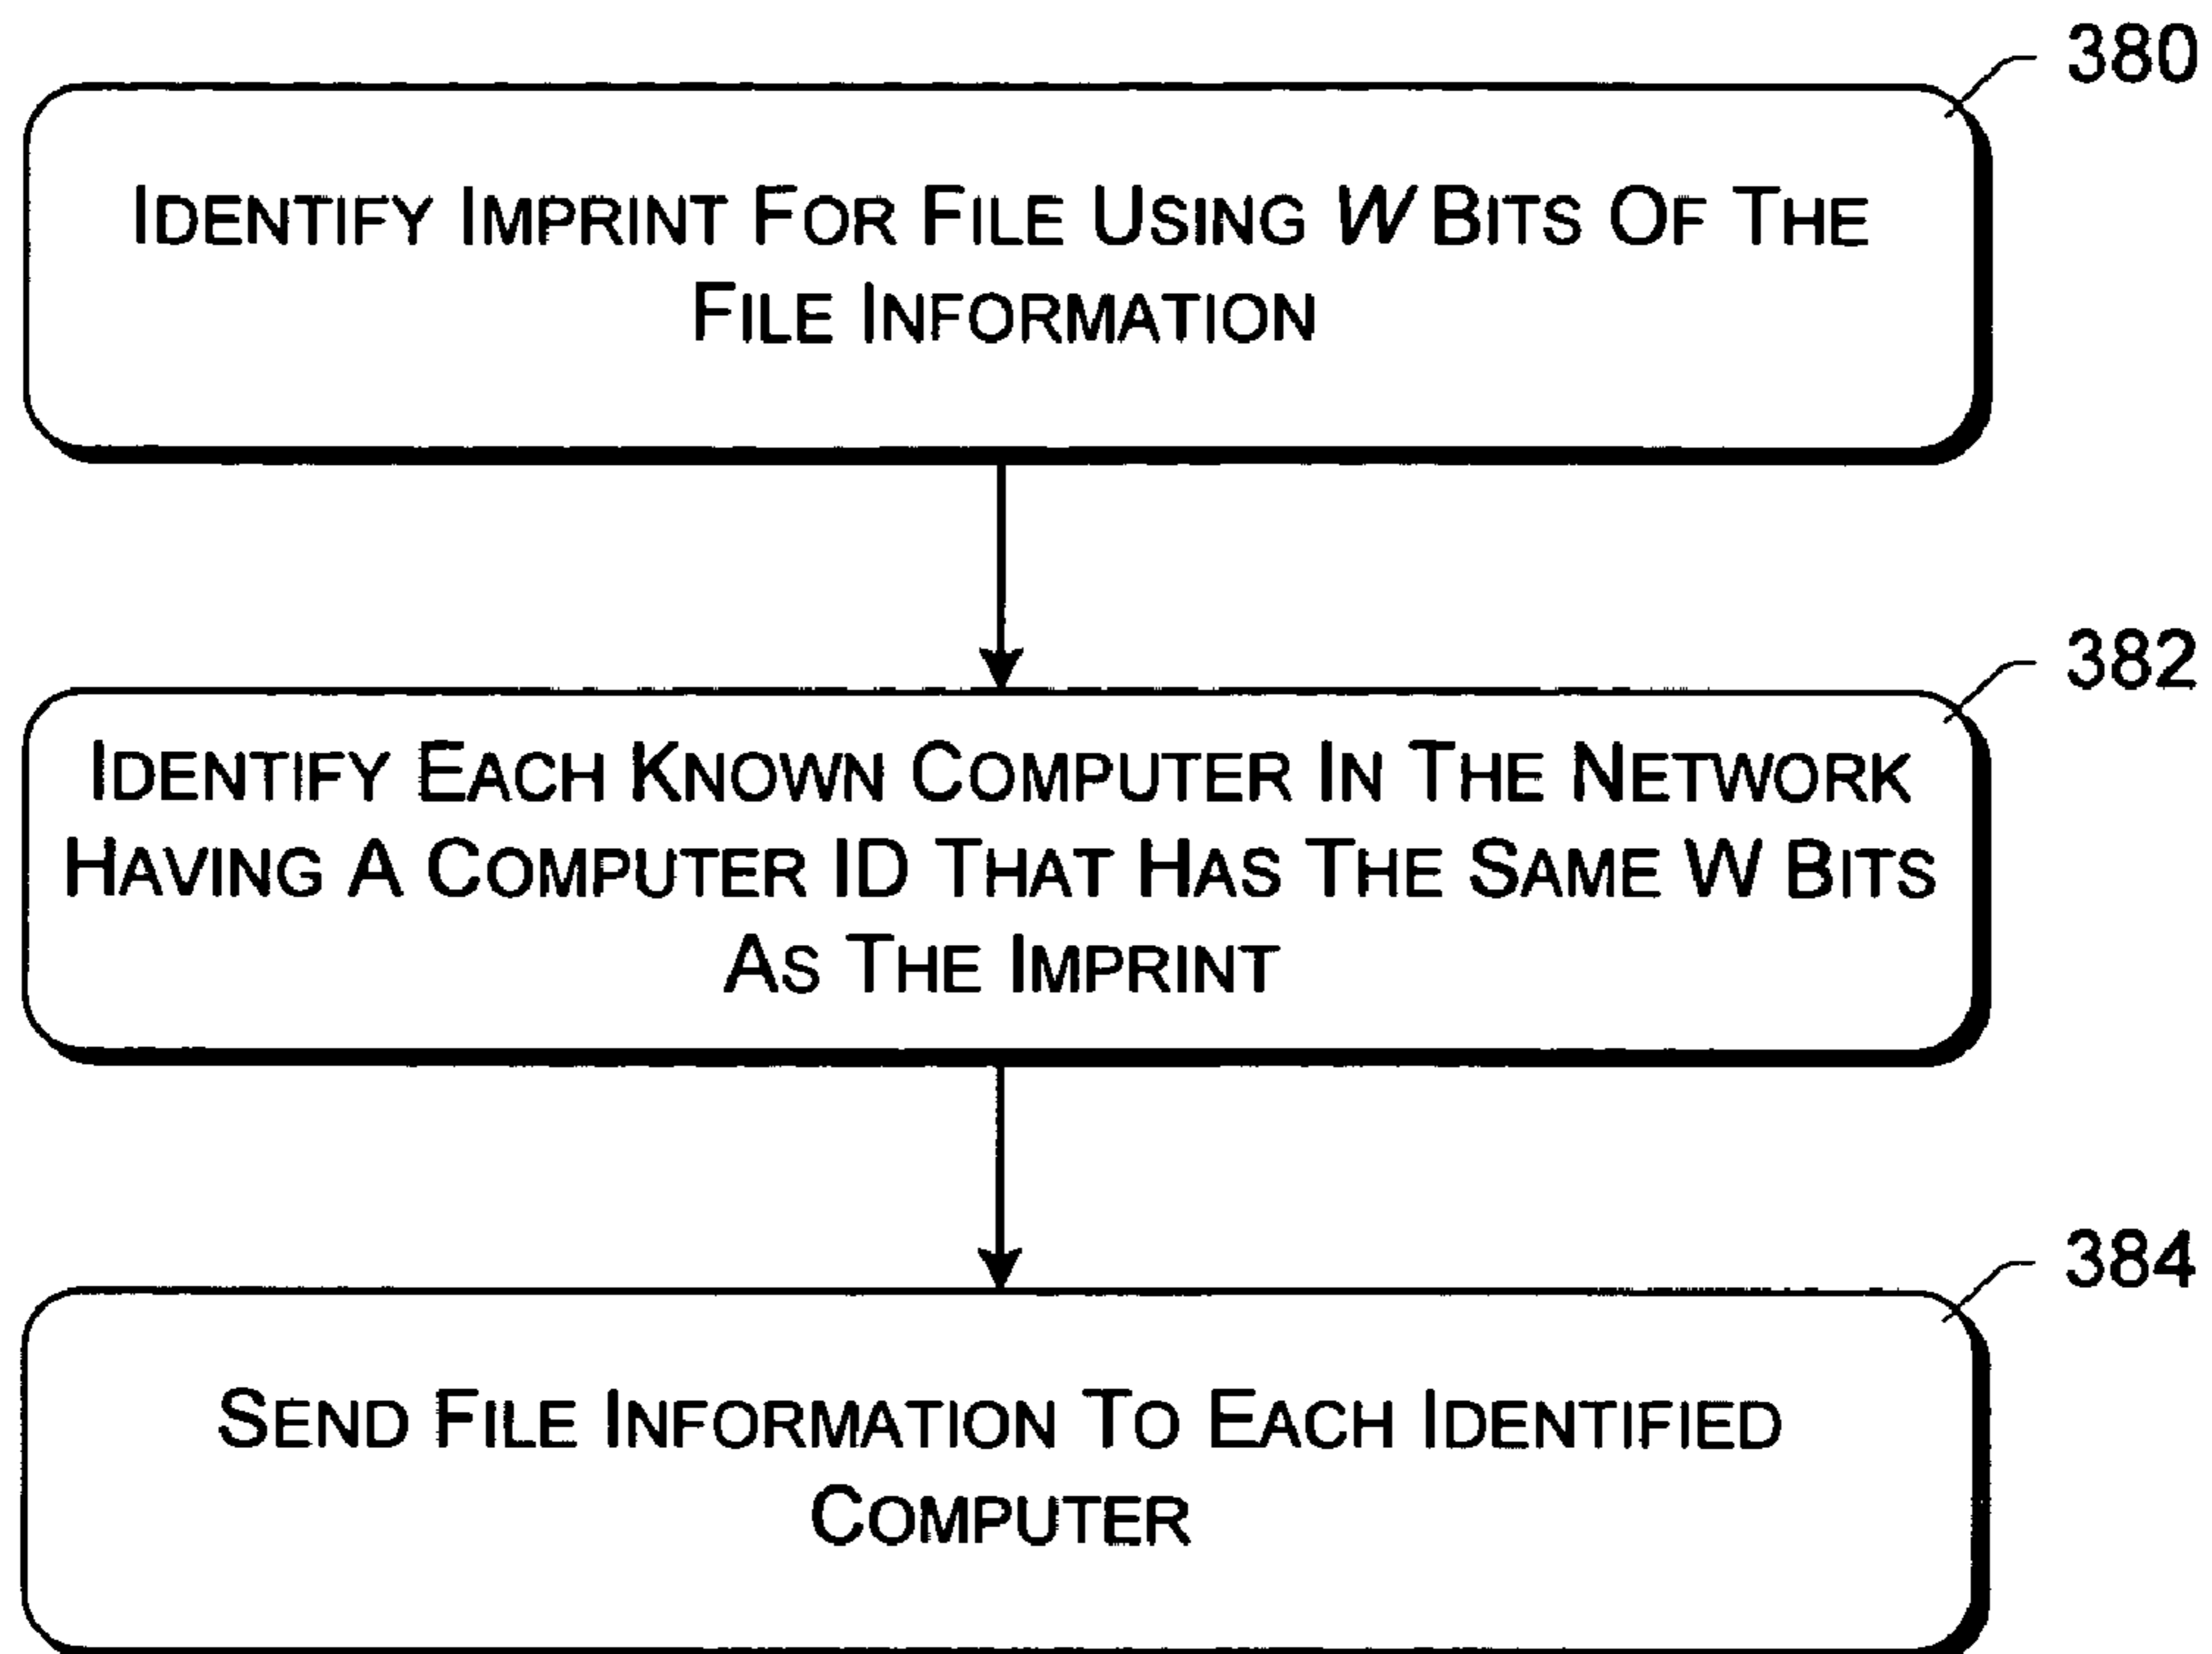 380
IDENTIFY IMPRINT FOR FILE USING W BITS OF THE
FILE INFORMATION
382
IDENTIFY EACH KNOWN COMPUTER IN THE NETWORK
HAVING A COMPUTER ID THAT HAS THE SAME W BITS
AS THE IMPRINT
384
SEND FILE INFORMATION TO EACH IDENTIFIED
COMPUTER